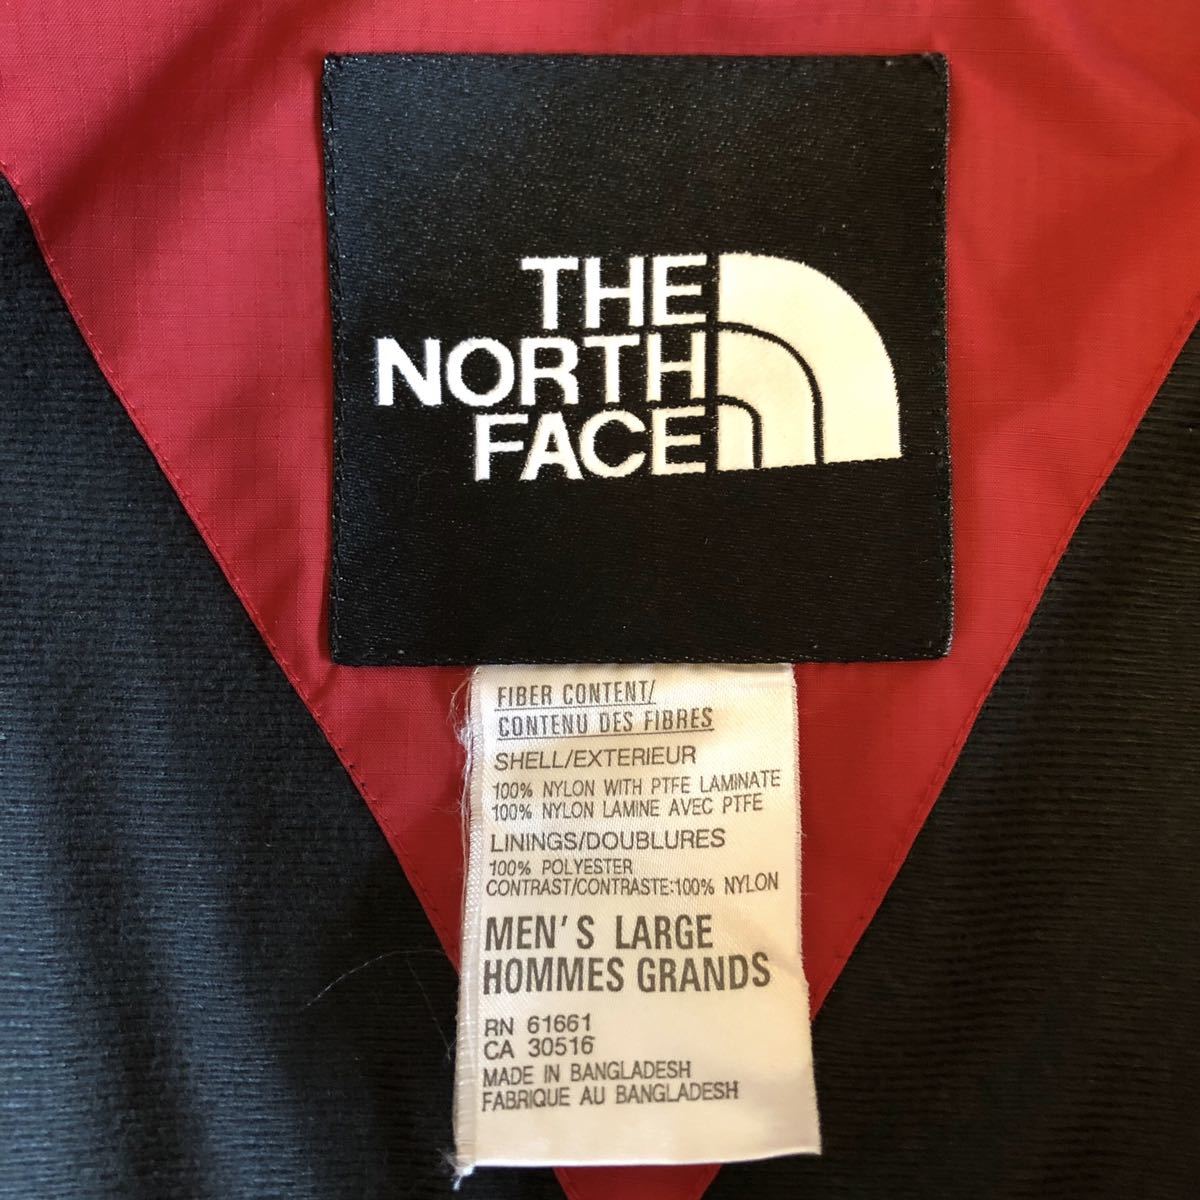 THE
NORTH
FACE
FIBER CONTENT/
CONTENU DES FIBRES
SHELL/EXTERIEUR
100% NYLON WITH PTFE LAMINATE
100% NYLON LAMINE AVEC PTFE
LININGS/DOUBLURES
100% POLYESTER
CONTRAST/CONTRASTE:100% NYLON
MEN'S LARGE
HOMMES GRANDS
RN 61661
CA 30516
MADE IN BANGLADESH
FABRIQUE AU BANGLADESH